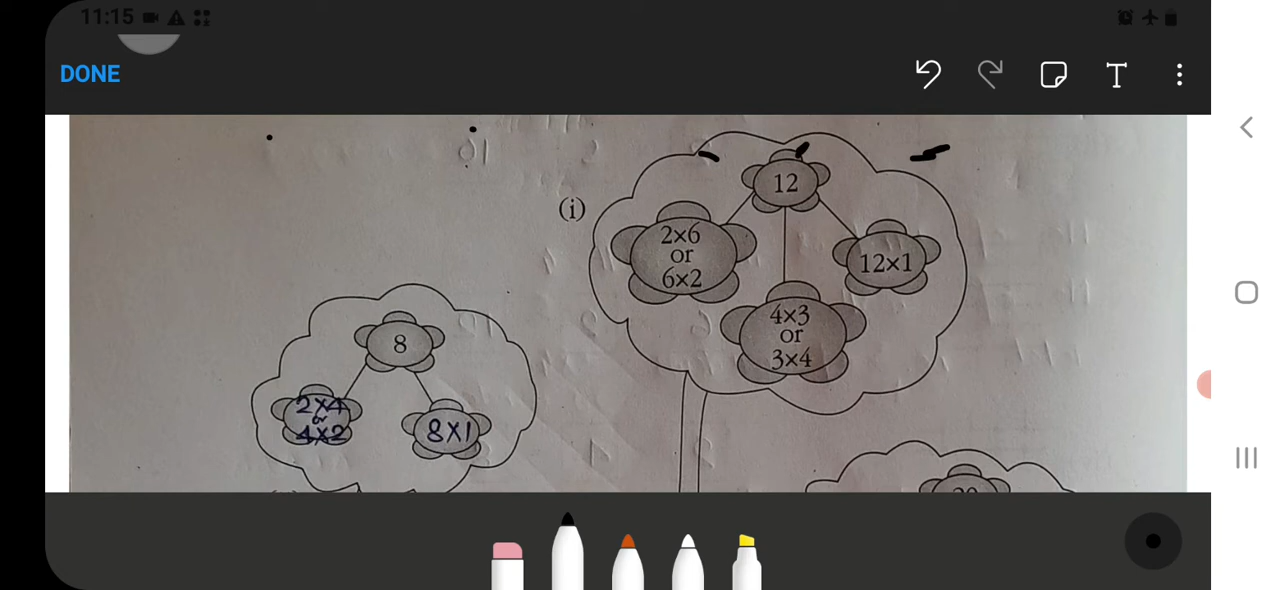 11:15
DONE
T
(i)
12
2×6
or
6×2
12×1
4×3
or
3×4
8
2×4
or
4×2
8×1